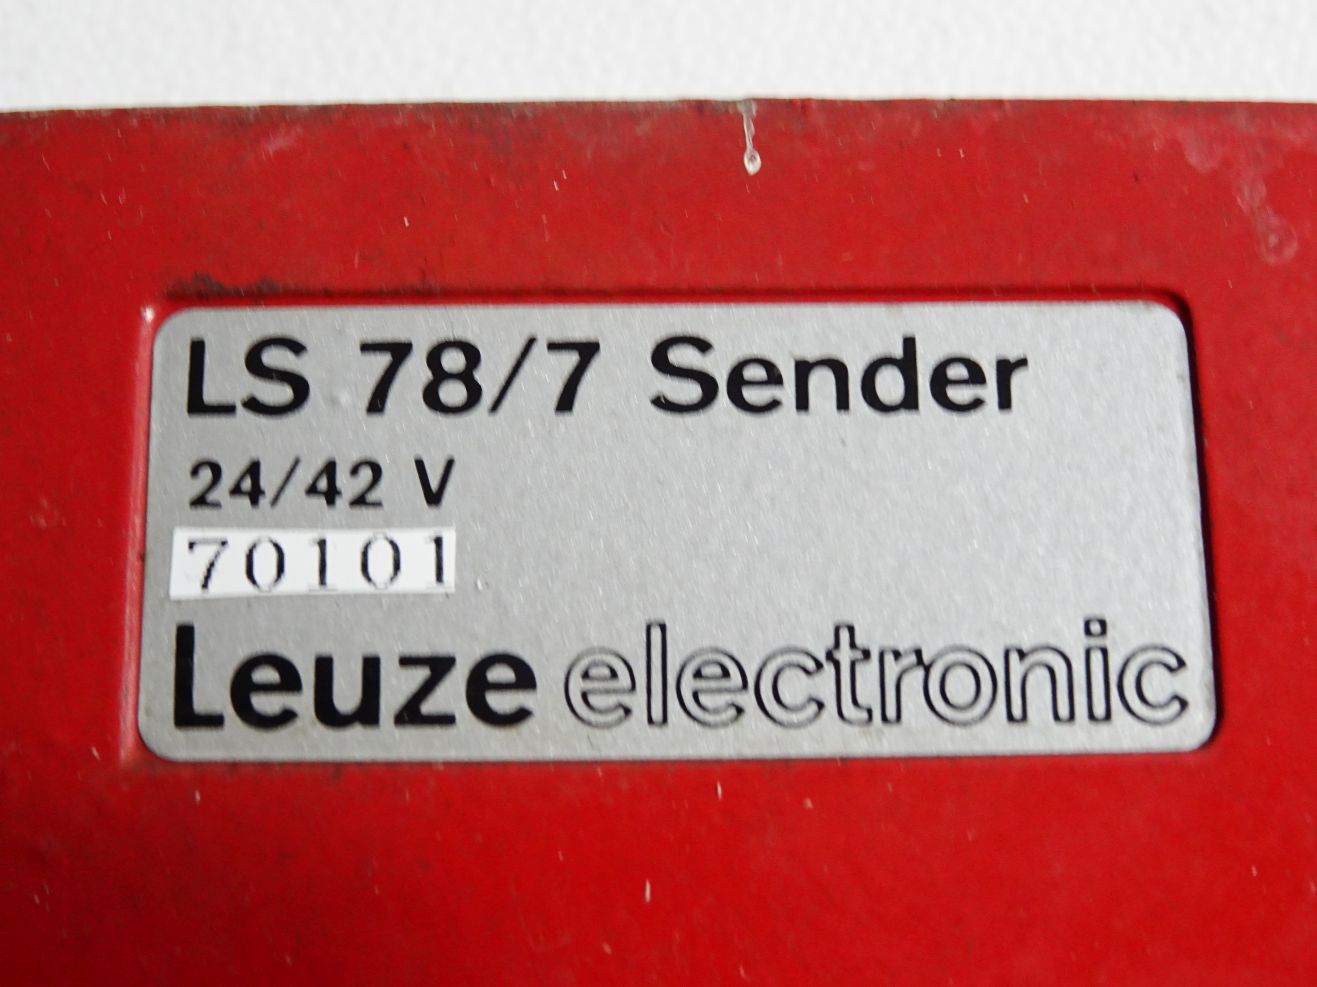 LS 78/7 Sender
24/42 V
70101
Leuze electronic